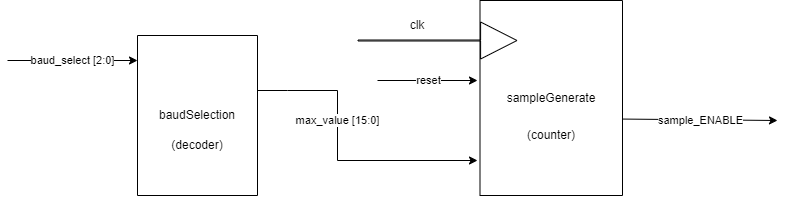 clk
baud_select [2:0]
reset
sampleGenerate
baudSelection
max_value [15:0]
sample_ENABLE
(counter)
(decoder)